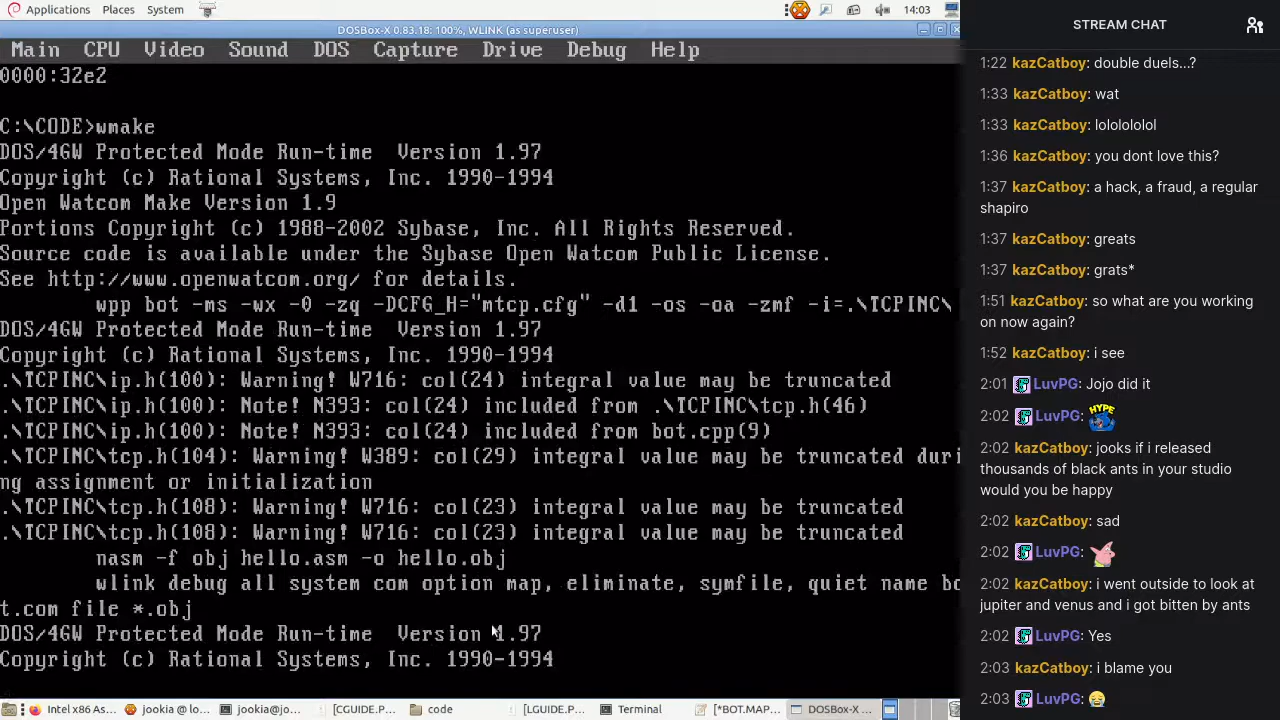 Applications Places System 14:03
DOSBox-X 0.83.18: 100%, WLINK (as superuser)
Main CPU Video Sound DOS Capture Drive Debug Help
0000:32e2
C:\CODE>wmake
DOS/4GW Protected Mode Run-time  Version 1.97
Copyright (c) Rational Systems, Inc. 1990-1994
Open Watcom Make Version 1.9
Portions Copyright (c) 1988-2002 Sybase, Inc. All Rights Reserved.
Source code is available under the Sybase Open Watcom Public License.
See http://www.openwatcom.org/ for details.
        wpp bot -ms -wx -0 -zq -DCFG_H="mtcp.cfg" -d1 -os -oa -zmf -i=.\TCPINC\
DOS/4GW Protected Mode Run-time  Version 1.97
Copyright (c) Rational Systems, Inc. 1990-1994
.\TCPINC\ip.h(100): Warning! W716: col(24) integral value may be truncated
.\TCPINC\ip.h(100): Note! N393: col(24) included from .\TCPINC\tcp.h(46)
.\TCPINC\ip.h(100): Note! N393: col(24) included from bot.cpp(9)
.\TCPINC\tcp.h(104): Warning! W389: col(29) integral value may be truncated duri
ng assignment or initialization
.\TCPINC\tcp.h(108): Warning! W716: col(23) integral value may be truncated
.\TCPINC\tcp.h(108): Warning! W716: col(23) integral value may be truncated
        nasm -f obj hello.asm -o hello.obj
        wlink debug all system com option map, eliminate, symfile, quiet name bo
t.com file *.obj
DOS/4GW Protected Mode Run-time  Version 1.97
Copyright (c) Rational Systems, Inc. 1990-1994
Intel x86 As... jookia @ lo... jookia@jo... [CGUIDE.P... code [LGUIDE.P... Terminal [*BOT.MAP... DOSBox-X ...
STREAM CHAT
1:22 kazCatboy: double duels...?
1:33 kazCatboy: wat
1:33 kazCatboy: lolololol
1:36 kazCatboy: you dont love this?
1:37 kazCatboy: a hack, a fraud, a regular
shapiro
1:37 kazCatboy: greats
1:37 kazCatboy: grats*
1:51 kazCatboy: so what are you working
on now again?
1:52 kazCatboy: i see
2:01 LuvPG: Jojo did it
2:02 LuvPG: HYPE
2:02 kazCatboy: jooks if i released
thousands of black ants in your studio
would you be happy
2:02 kazCatboy: sad
2:02 LuvPG:
2:02 kazCatboy: i went outside to look at
jupiter and venus and i got bitten by ants
2:02 LuvPG: Yes
2:03 kazCatboy: i blame you
2:03 LuvPG: